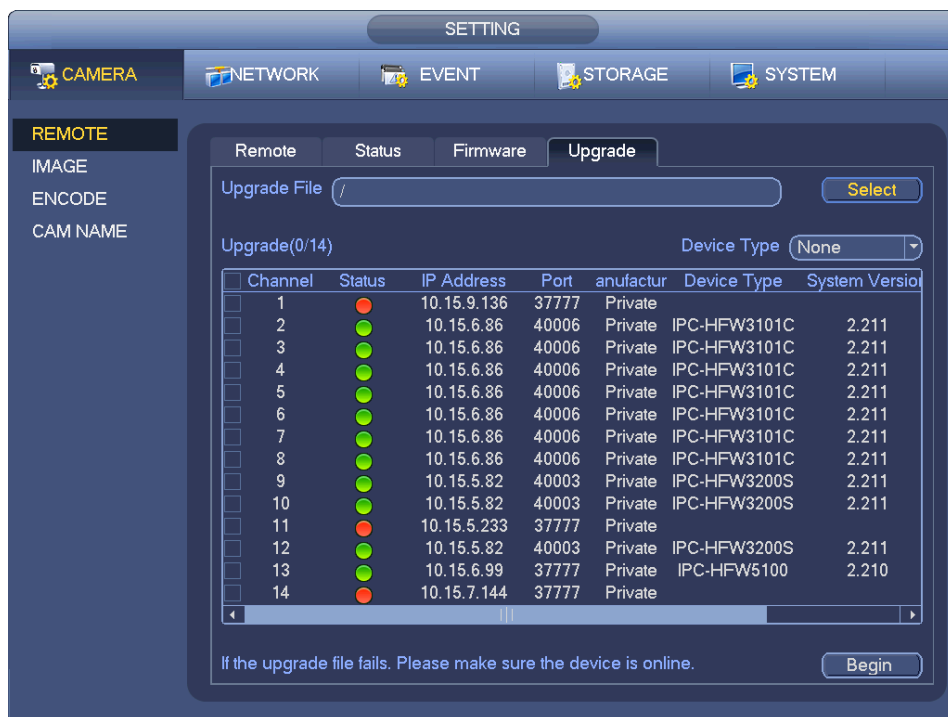 SETTING
CAMERA NETWORK EVENT STORAGE SYSTEM
REMOTE
IMAGE
ENCODE
CAM NAME
Remote Status Firmware Upgrade
Upgrade File / Select
Upgrade(0/14) Device Type None
Channel Status IP Address Port anufactur Device Type System Version
1 10.15.9.136 37777 Private
2 10.15.6.86 40006 Private IPC-HFW3101C 2.211
3 10.15.6.86 40006 Private IPC-HFW3101C 2.211
4 10.15.6.86 40006 Private IPC-HFW3101C 2.211
5 10.15.6.86 40006 Private IPC-HFW3101C 2.211
6 10.15.6.86 40006 Private IPC-HFW3101C 2.211
7 10.15.6.86 40006 Private IPC-HFW3101C 2.211
8 10.15.6.86 40006 Private IPC-HFW3101C 2.211
9 10.15.5.82 40003 Private IPC-HFW3200S 2.211
10 10.15.5.82 40003 Private IPC-HFW3200S 2.211
11 10.15.5.233 37777 Private
12 10.15.5.82 40003 Private IPC-HFW3200S 2.211
13 10.15.6.99 37777 Private IPC-HFW5100 2.210
14 10.15.7.144 37777 Private
If the upgrade file fails. Please make sure the device is online. Begin